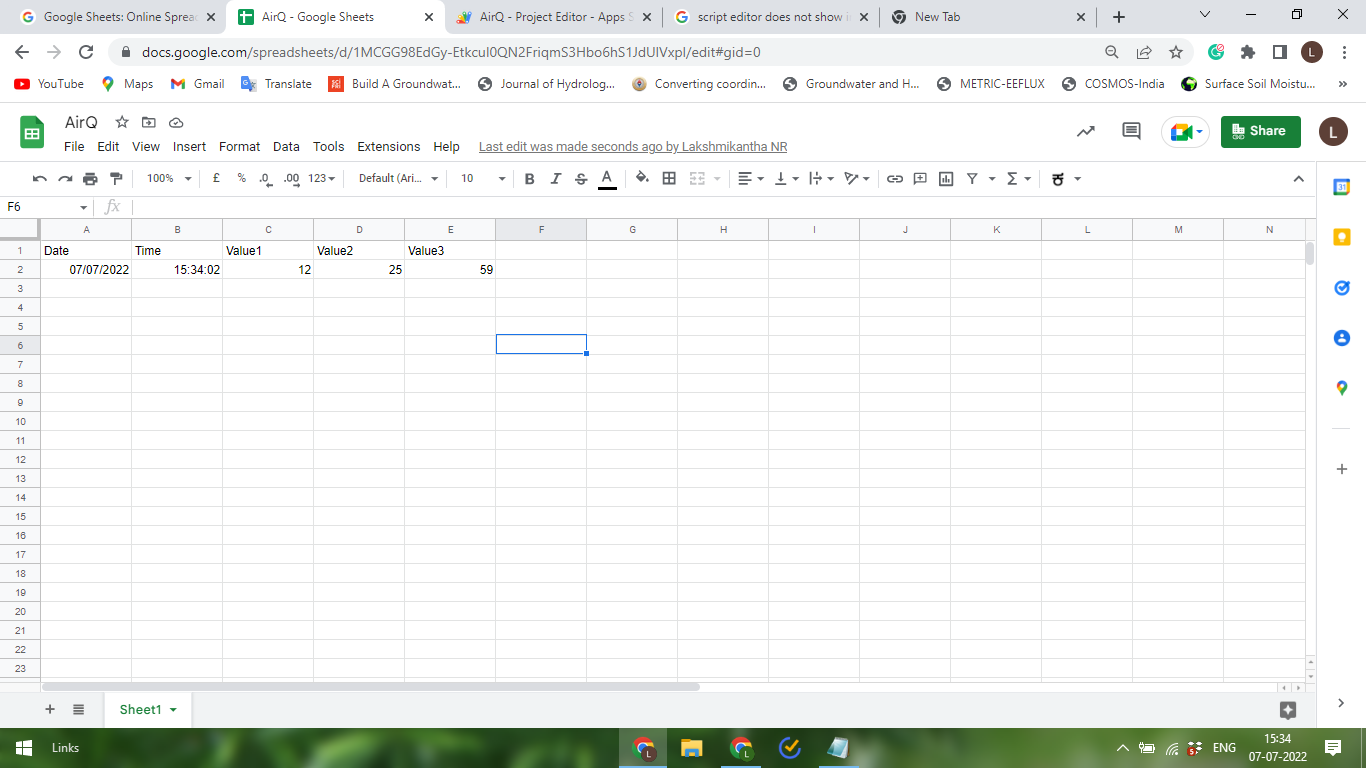 Google Sheets: Online Sprea
AirQ - Google Sheets
AirQ - Project Editor - Apps S
script editor does not show i
New Tab
docs.google.com/spreadsheets/d/1MCGG98EdGy-EtkcuI0QN2FriqmS3Hbo6hS1JdUIVxpI/edit#gid=0
L
YouTube Maps Gmail Translate Build A Groundwat... Journal of Hydrolog... Converting coordin... Groundwater and H... METRIC-EEFLUX COSMOS-India Surface Soil Moistu... »
AirQ
File Edit View Insert Format Data Tools Extensions Help Last edit was made seconds ago by Lakshmikantha NR
Share
L
100% £ % .0 .00 123 Default (Ari... 10 B I S A Σ
F6 fx
A B C D E F G H I J K L M N
1 Date Time Value1 Value2 Value3
2 07/07/2022 15:34:02 12 25 59
3
4
5
6
7
8
9
10
11
12
13
14
15
16
17
18
19
20
21
22
23
Sheet1
Links
ENG
15:34
07-07-2022